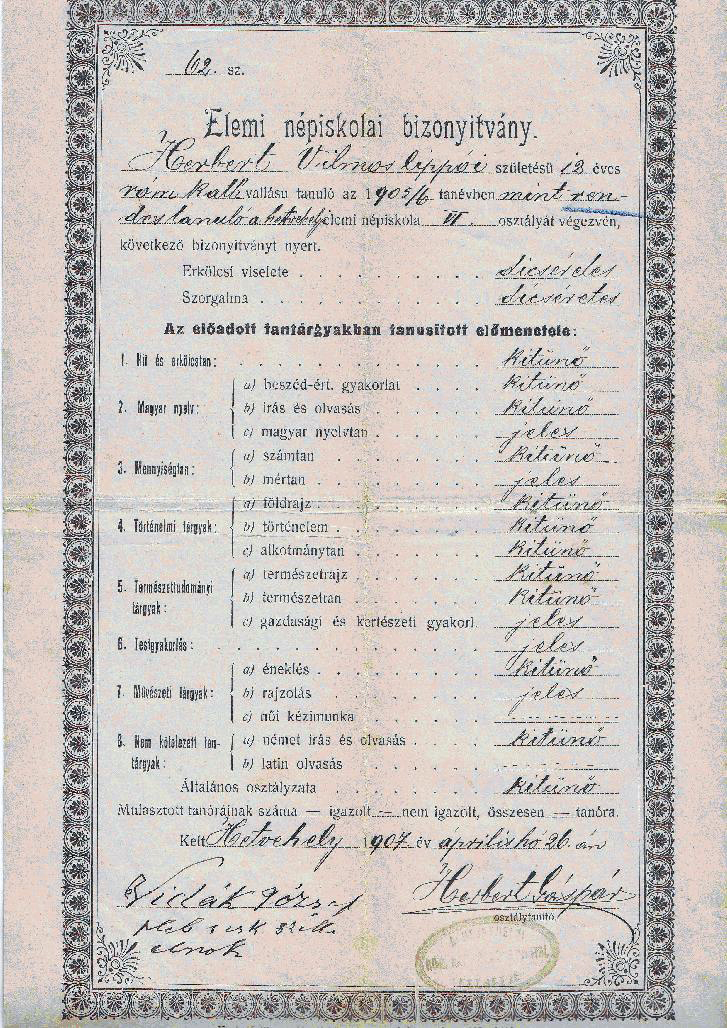 62. sz.
Elemi népiskolai bizonyitvány.
Herbert Vilmos lippói születésü 12 éves
róm kath vallásu tanuló az 1905/6 tanévben mint ren-
des tanuló a hetvehelyi elemi népiskola VI. osztályát végezvén,
következő bizonyitványt nyert.
Erkölcsi viselete . . . . . . . . dicséretes
Szorgalma . . . . . . . . . dicséretes
Az előadott tantárgyakban tanusitott előmenetele:
1. Hit és erkölcstan: . . . . . . . . kitünő
2. Magyar nyelv: a) beszéd-ért. gyakorlat . . . . kitünő
b) irás és olvasás . . . . . kitünő
c) magyar nyelvtan . . . . . jeles
3. Mennyiségtan: a) számtan . . . . . . . kitünő
b) mértan . . . . . . . jeles
4. Történelmi tárgyak: a) földrajz . . . . . . . kitünő
b) történelem . . . . . . kitünő
c) alkotmánytan . . . . . . kitünő
5. Természettudományi tárgyak: a) természetrajz . . . . . . kitünő
b) természettan . . . . . . kitünő
c) gazdasági és kertészeti gyakorl. jeles
6. Testgyakorlás: . . . . . . . . jeles
7. Művészeti tárgyak: a) éneklés . . . . . . . kitünő
b) rajzolás . . . . . . . jeles
c) női kézimunka . . . . .
8. Nem kötelezett tantárgyak: a) német irás és olvasás . . . kitünő
b) latin olvasás . . . . .
Általános osztályzata . . . . . . . kitünő
Mulasztott tanóráinak száma — igazolt — nem igazolt, összesen — tanóra.
Kelt Hetvehely 1907 év április hó 26. án
Vidák József
Herbert Gáspár
osztálytanitó
elnök